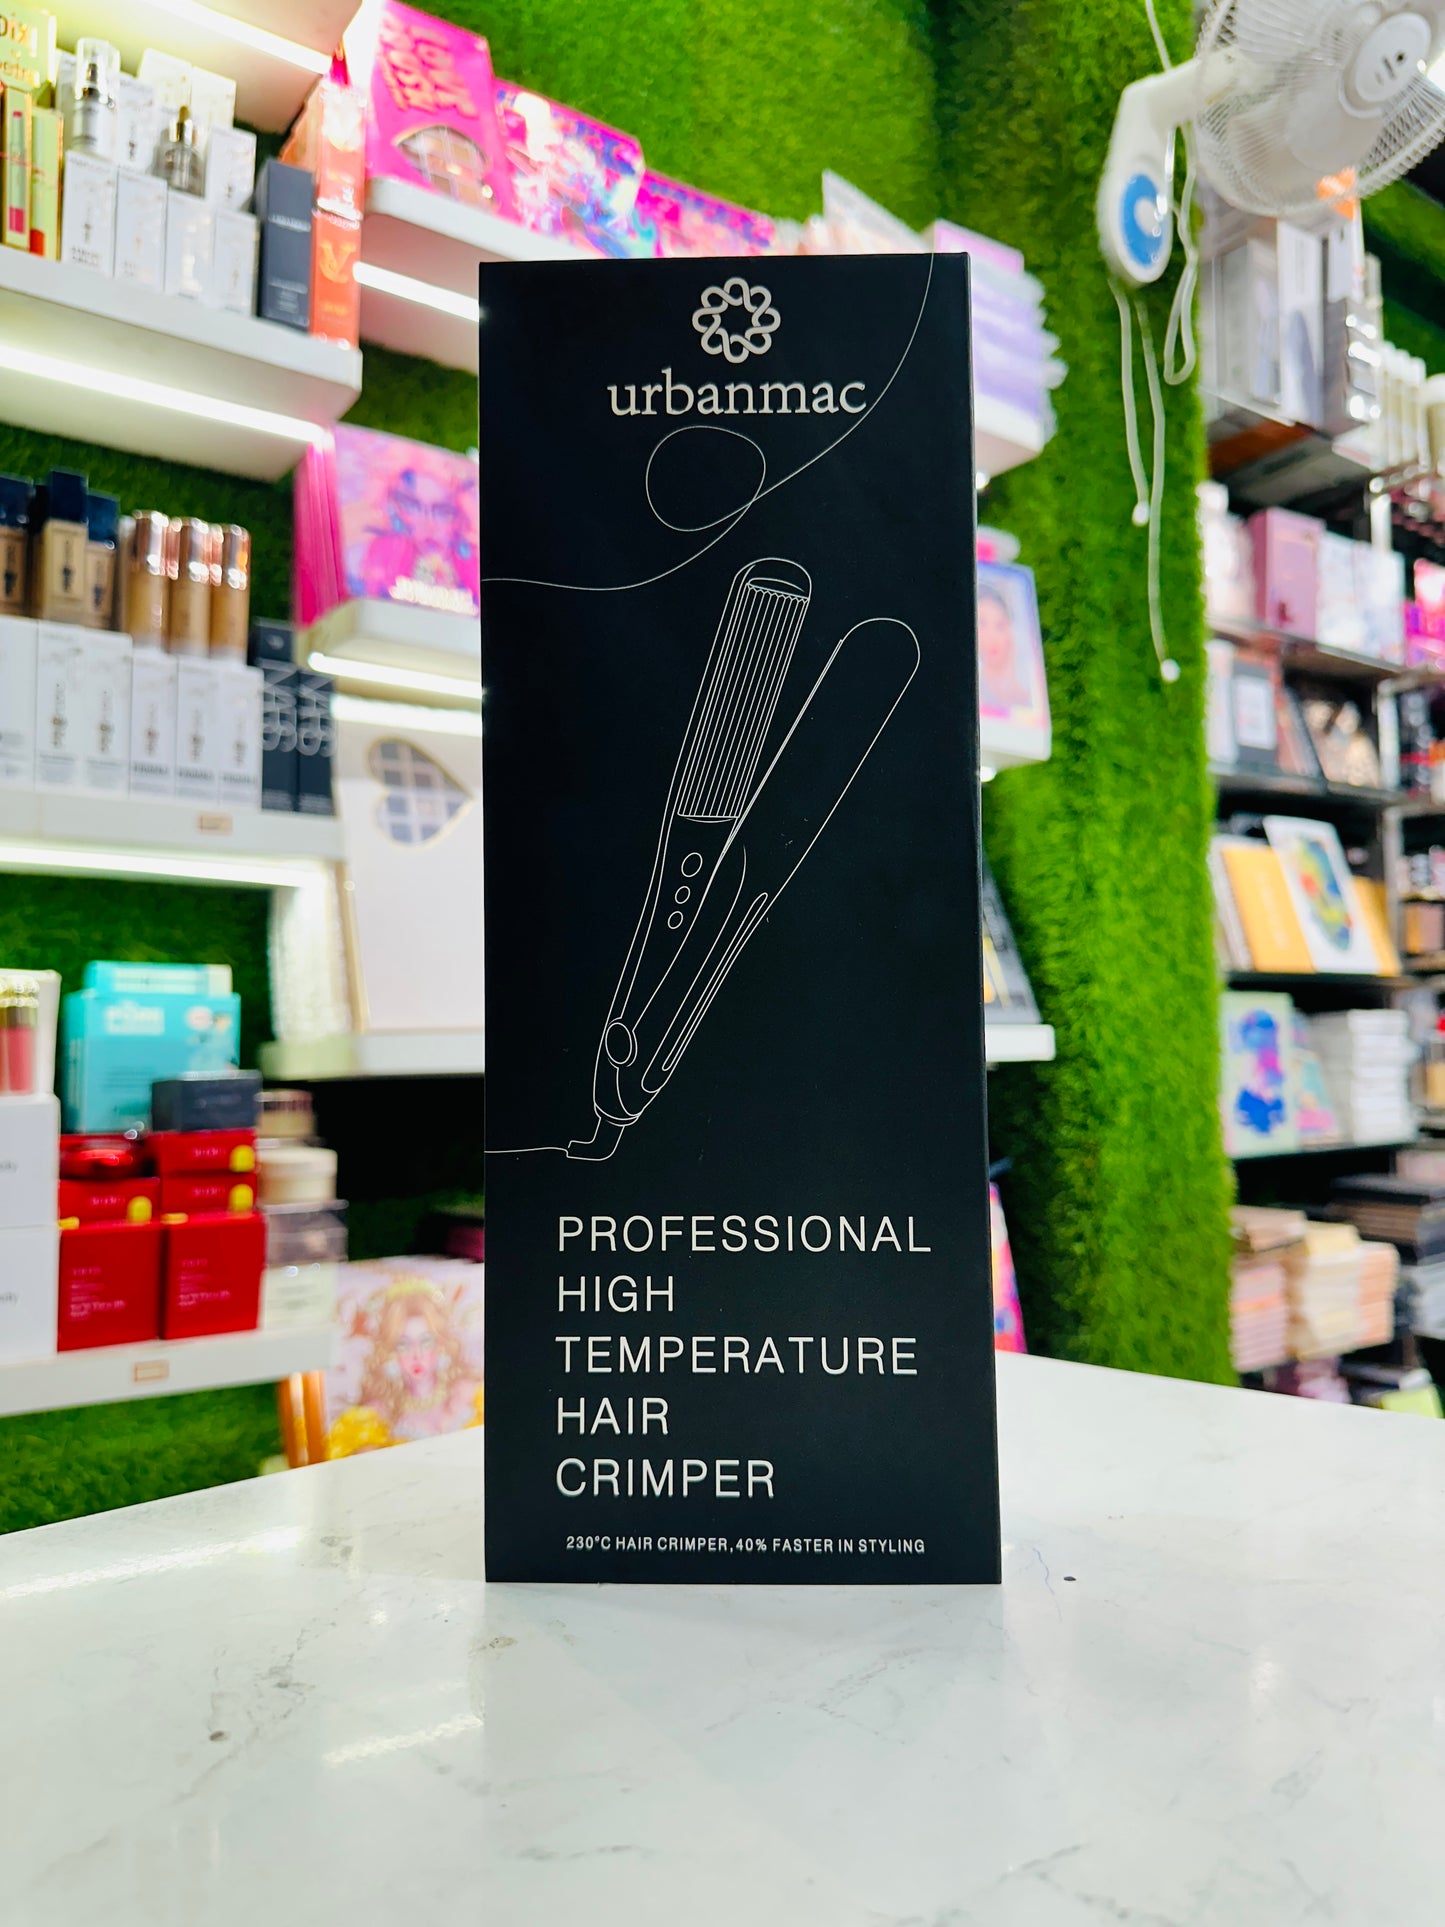 urbanmac
PROFESSIONAL
HIGH
TEMPERATURE
HAIR
CRIMPER
230°C HAIR CRIMPER,40% FASTER IN STYLING